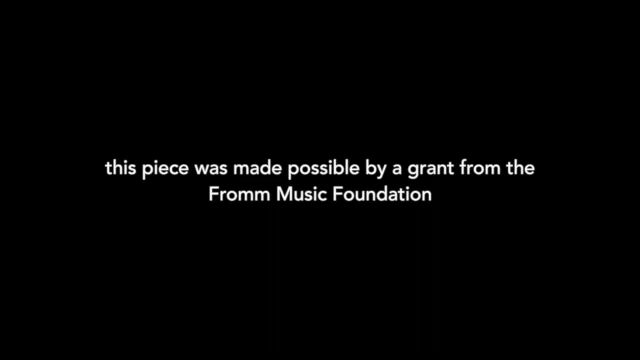 this piece was made possible by a grant from the
Fromm Music Foundation